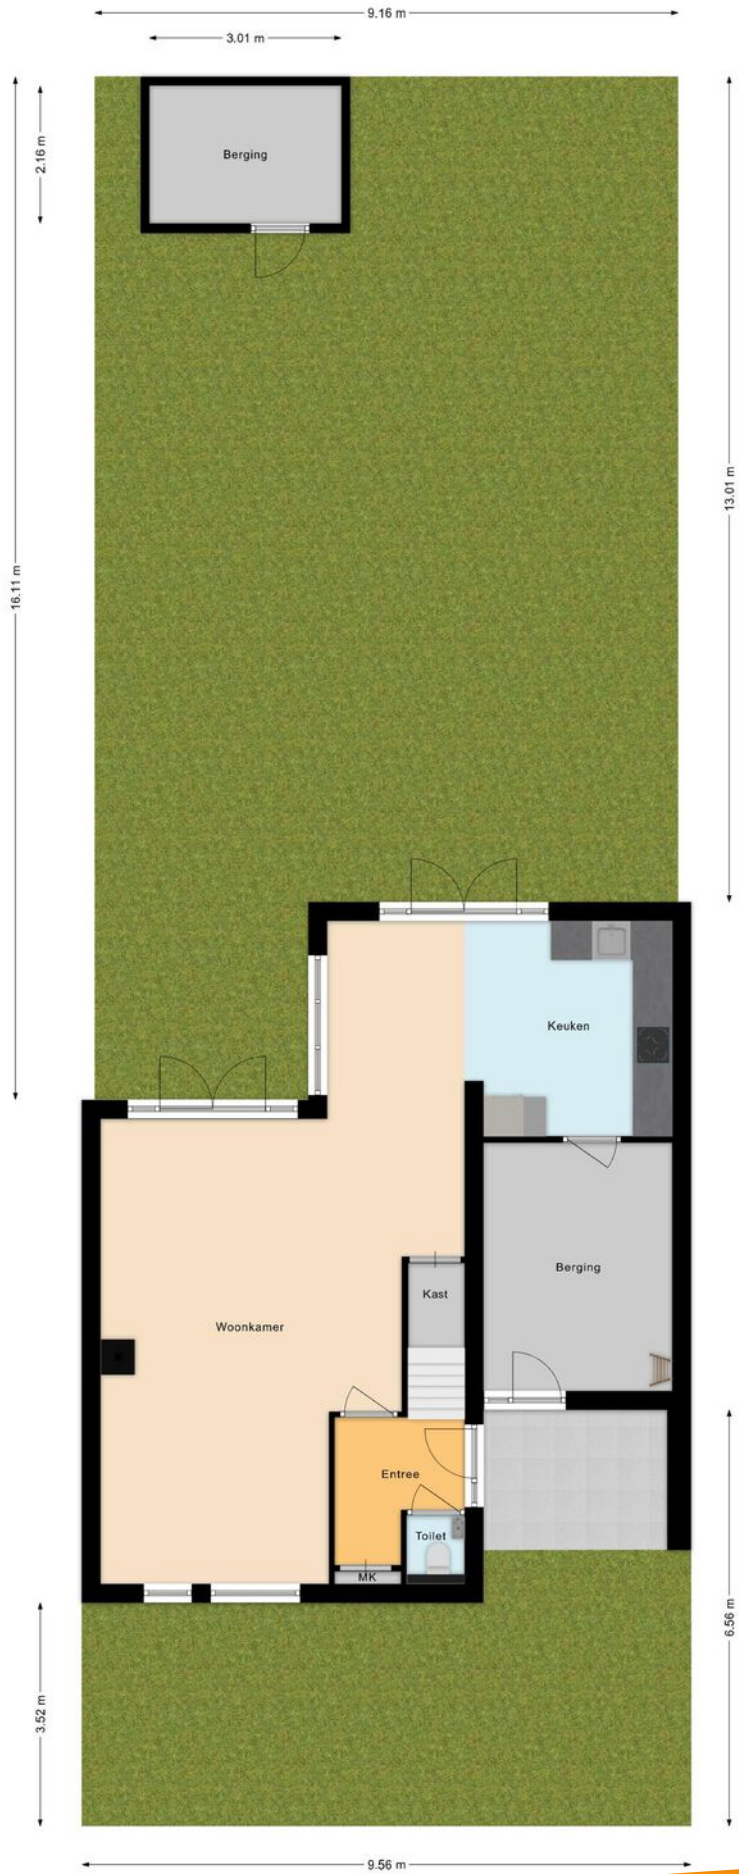 9.16 m
3.01 m
2.16 m
Berging
13.01 m
16.11 m
Keuken
Berging
Kast
Woonkamer
Entree
Toilet
MK
6.56 m
3.52 m
9.56 m